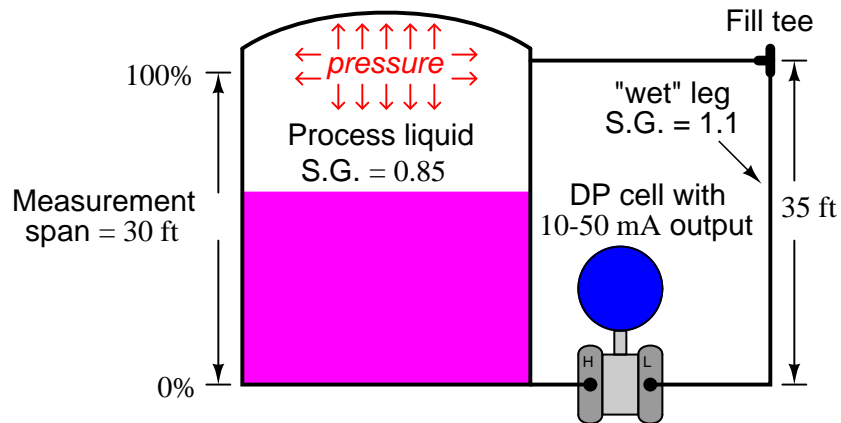 Fill tee
100%
pressure
"wet" leg
S.G. = 1.1
Process liquid
S.G. = 0.85
Measurement
span = 30 ft
DP cell with
10-50 mA output
35 ft
H
L
0%